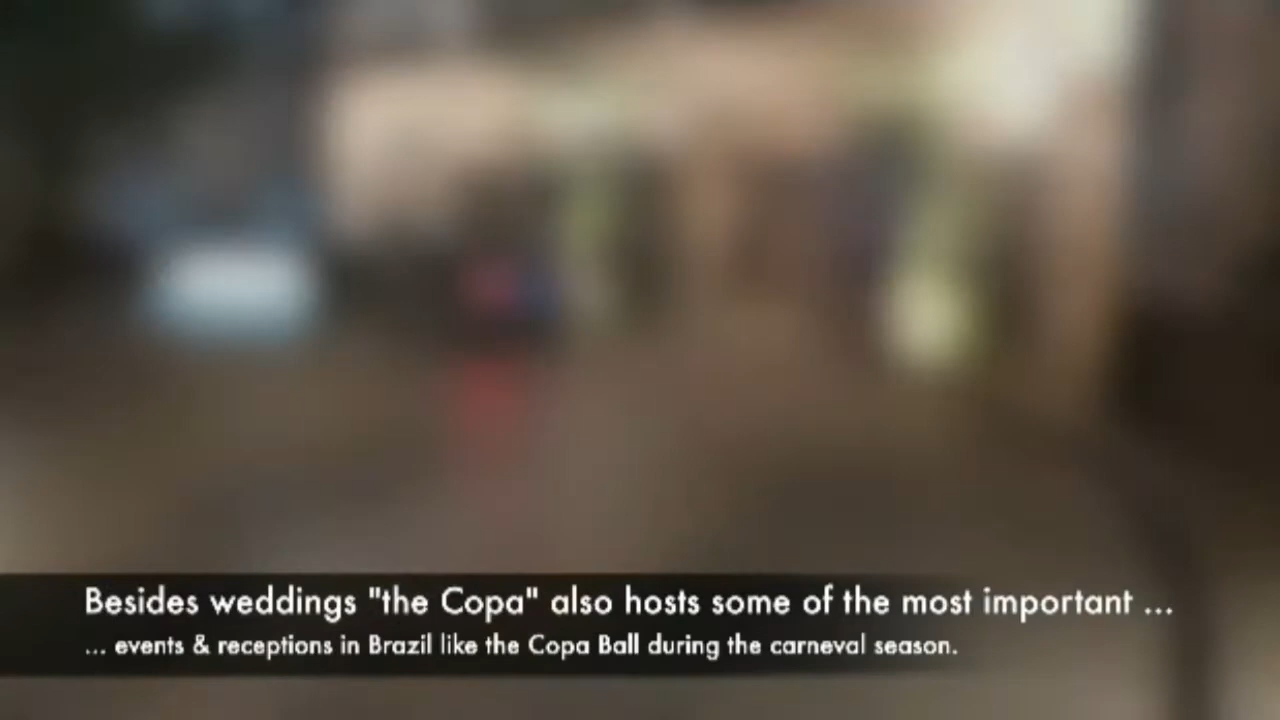 Besides weddings "the Copa" also hosts some of the most important ...
... events & receptions in Brazil like the Copa Ball during the carneval season.